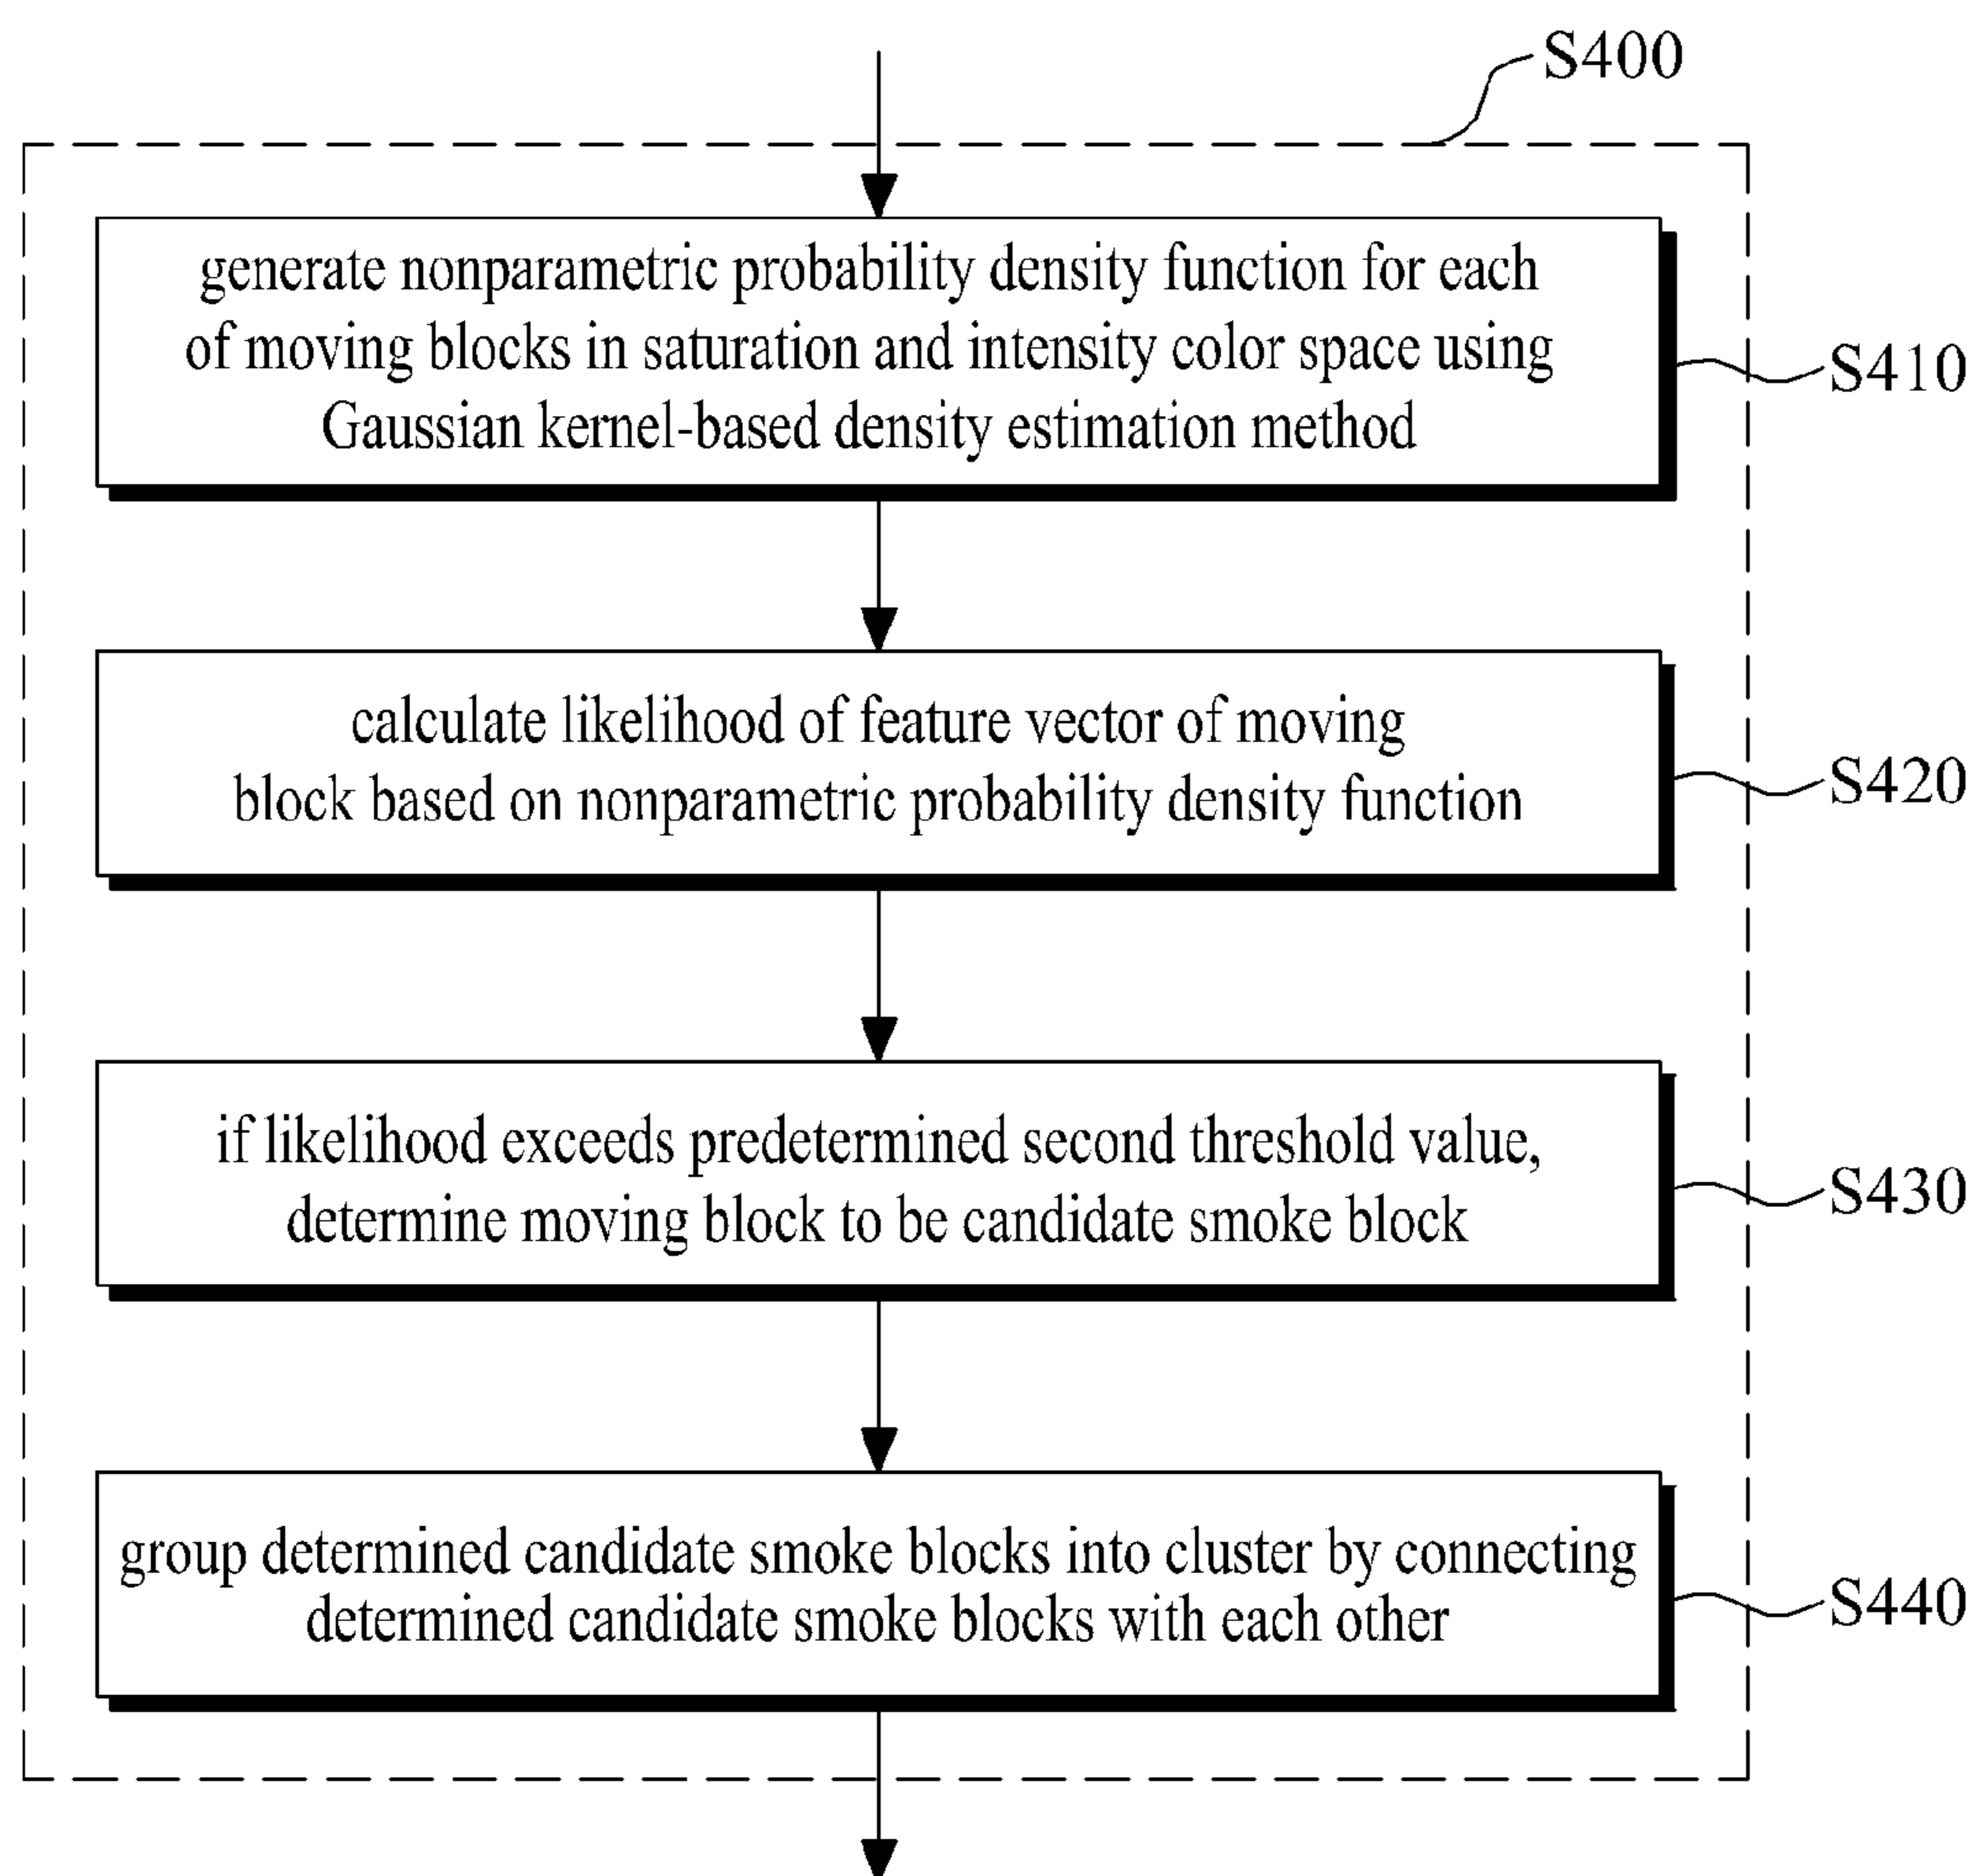 S400
generate nonparametric probability density function for each
of moving blocks in saturation and intensity color space using
Gaussian kernel-based density estimation method
S410
calculate likelihood of feature vector of moving
block based on nonparametric probability density function
S420
if likelihood exceeds predetermined second threshold value,
determine moving block to be candidate smoke block
S430
group determined candidate smoke blocks into cluster by connecting
determined candidate smoke blocks with each other
S440